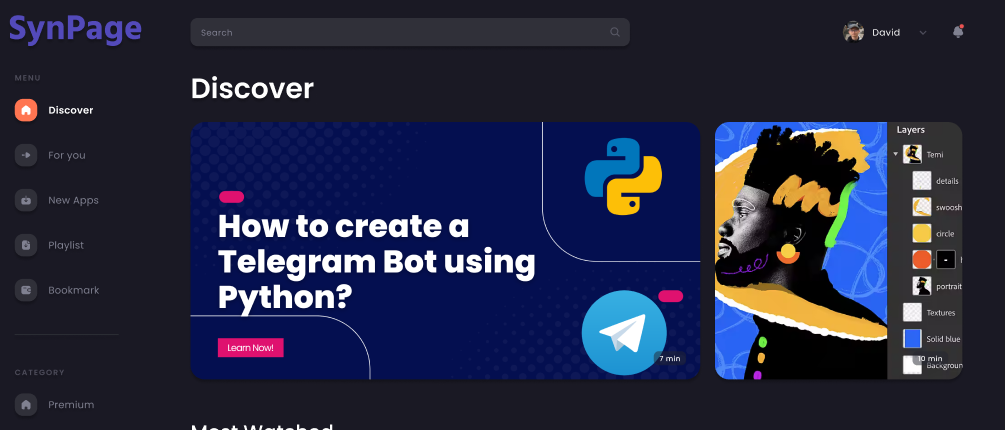 SynPage
Search
David
MENU
Discover
For you
New Apps
Playlist
Bookmark
CATEGORY
Premium
Discover
How to create a
Telegram Bot using
Python?
Learn Now!
7 min
Layers
Temi
details
swoosh
circle
portrait
Textures
Solid blue
10 min
Backgroun
Most Watched